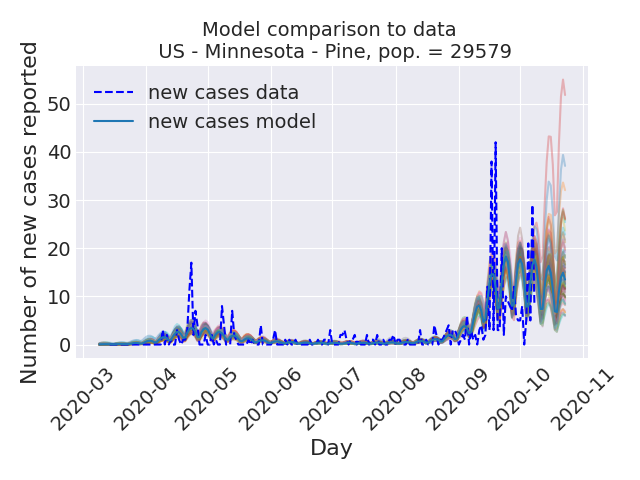 Model comparison to data
US - Minnesota - Pine, pop. = 29579
new cases data
new cases model
Number of new cases reported
50
40
30
20
10
0
2020-03
2020-04
2020-05
2020-06
2020-07
2020-08
2020-09
2020-10
2020-11
Day